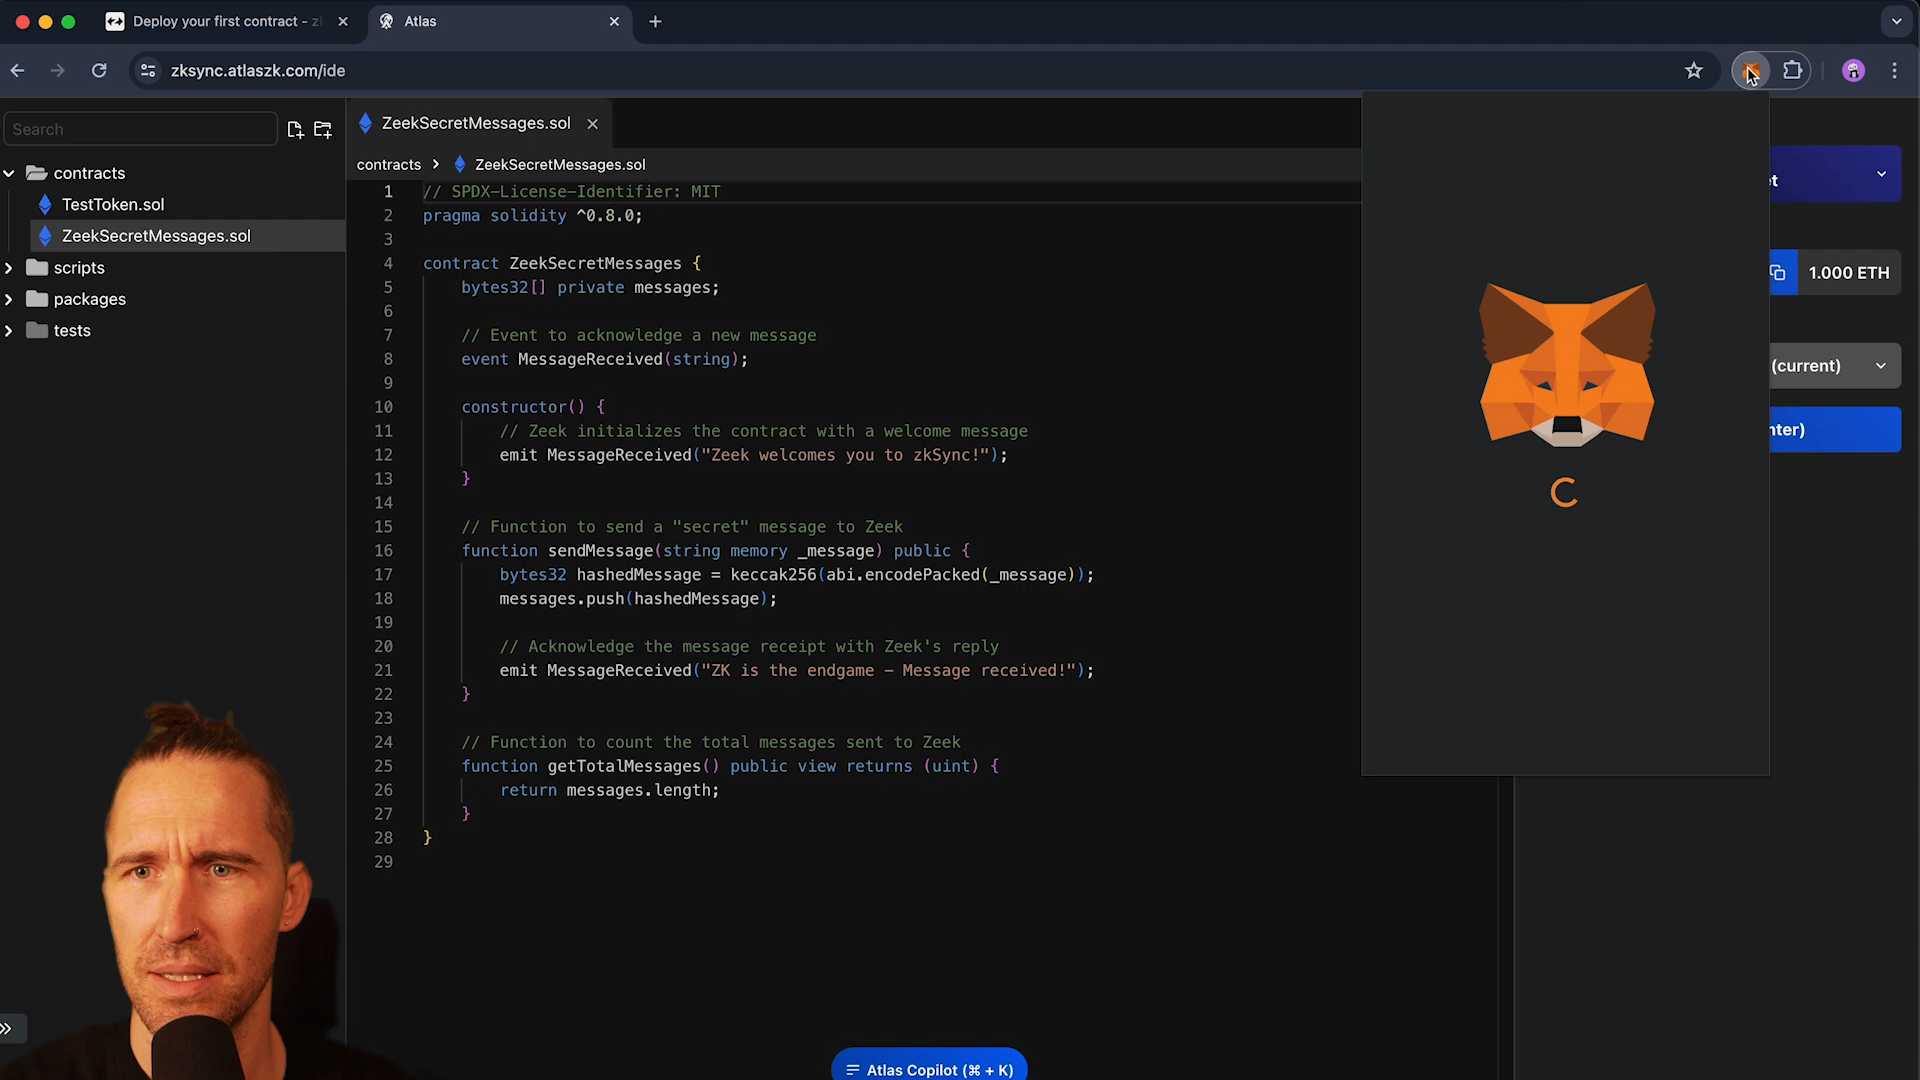 Deploy your first contract - z
Atlas
zksync.atlaszk.com/ide
Search
contracts
TestToken.sol
ZeekSecretMessages.sol
scripts
packages
tests
ZeekSecretMessages.sol
contracts > ZeekSecretMessages.sol
1 // SPDX-License-Identifier: MIT
2 pragma solidity ^0.8.0;
3
4 contract ZeekSecretMessages {
5 bytes32[] private messages;
6
7 // Event to acknowledge a new message
8 event MessageReceived(string);
9
10 constructor() {
11 // Zeek initializes the contract with a welcome message
12 emit MessageReceived("Zeek welcomes you to zkSync!");
13 }
14
15 // Function to send a "secret" message to Zeek
16 function sendMessage(string memory _message) public {
17 bytes32 hashedMessage = keccak256(abi.encodePacked(_message));
18 messages.push(hashedMessage);
19
20 // Acknowledge the message receipt with Zeek's reply
21 emit MessageReceived("ZK is the endgame – Message received!");
22 }
23
24 // Function to count the total messages sent to Zeek
25 function getTotalMessages() public view returns (uint) {
26 return messages.length;
27 }
28 }
29
et
1.000 ETH
(current)
nter)
Atlas Copilot (⌘ + K)